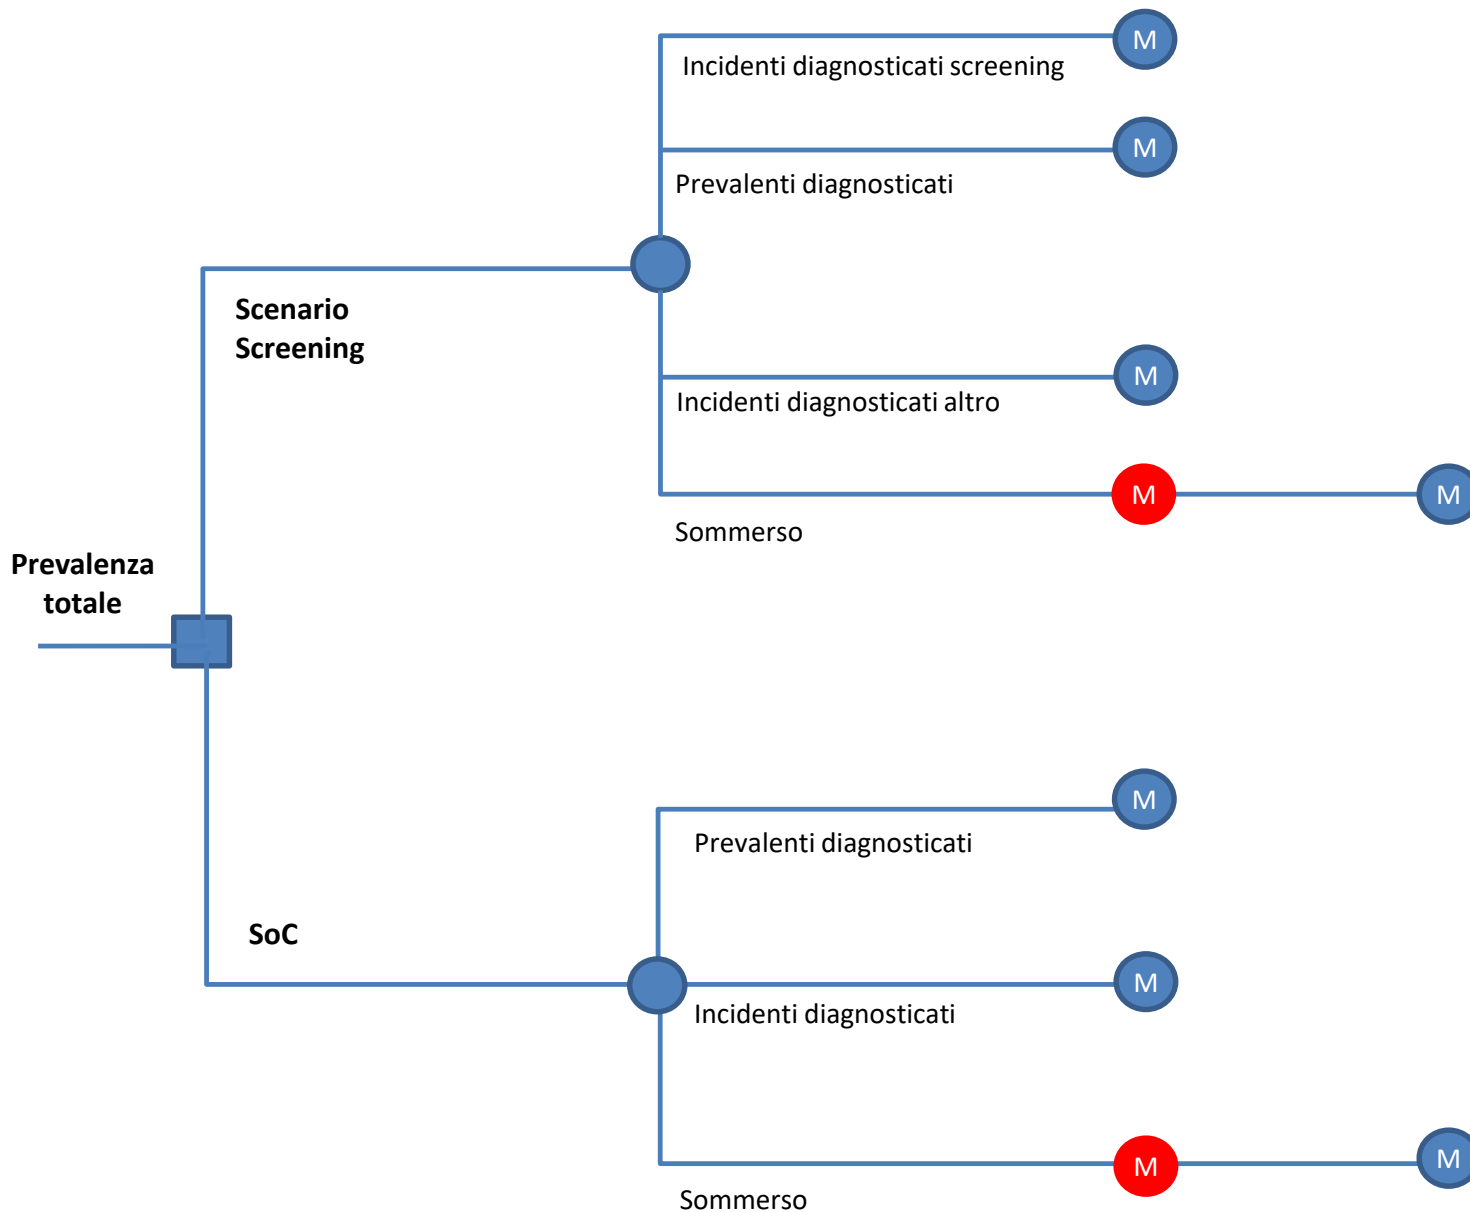 M
Incidenti diagnosticati screening
M
Prevalenti diagnosticati
Scenario
Screening
M
Incidenti diagnosticati altro
M
M
Sommerso
Prevalenza
totale
M
Prevalenti diagnosticati
SoC
M
Incidenti diagnosticati
M
M
Sommerso